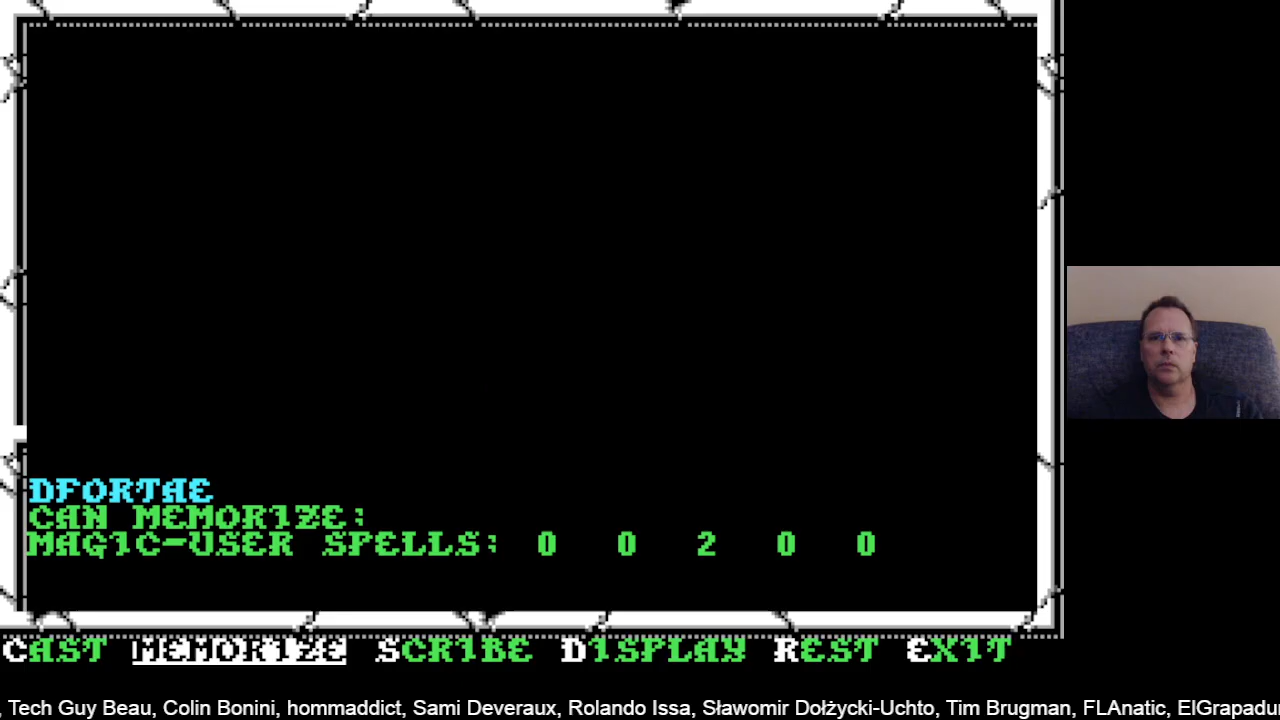 DFORTAE
CAN MEMORIZE:
MAGIC-USER SPELLS: 0 0 2 0 0
CAST MEMORIZE SCRIBE DISPLAY REST EXIT
, Tech Guy Beau, Colin Bonini, hommaddict, Sami Deveraux, Rolando Issa, Sławomir Dołżycki-Uchto, Tim Brugman, FLAnatic, ElGrapadu